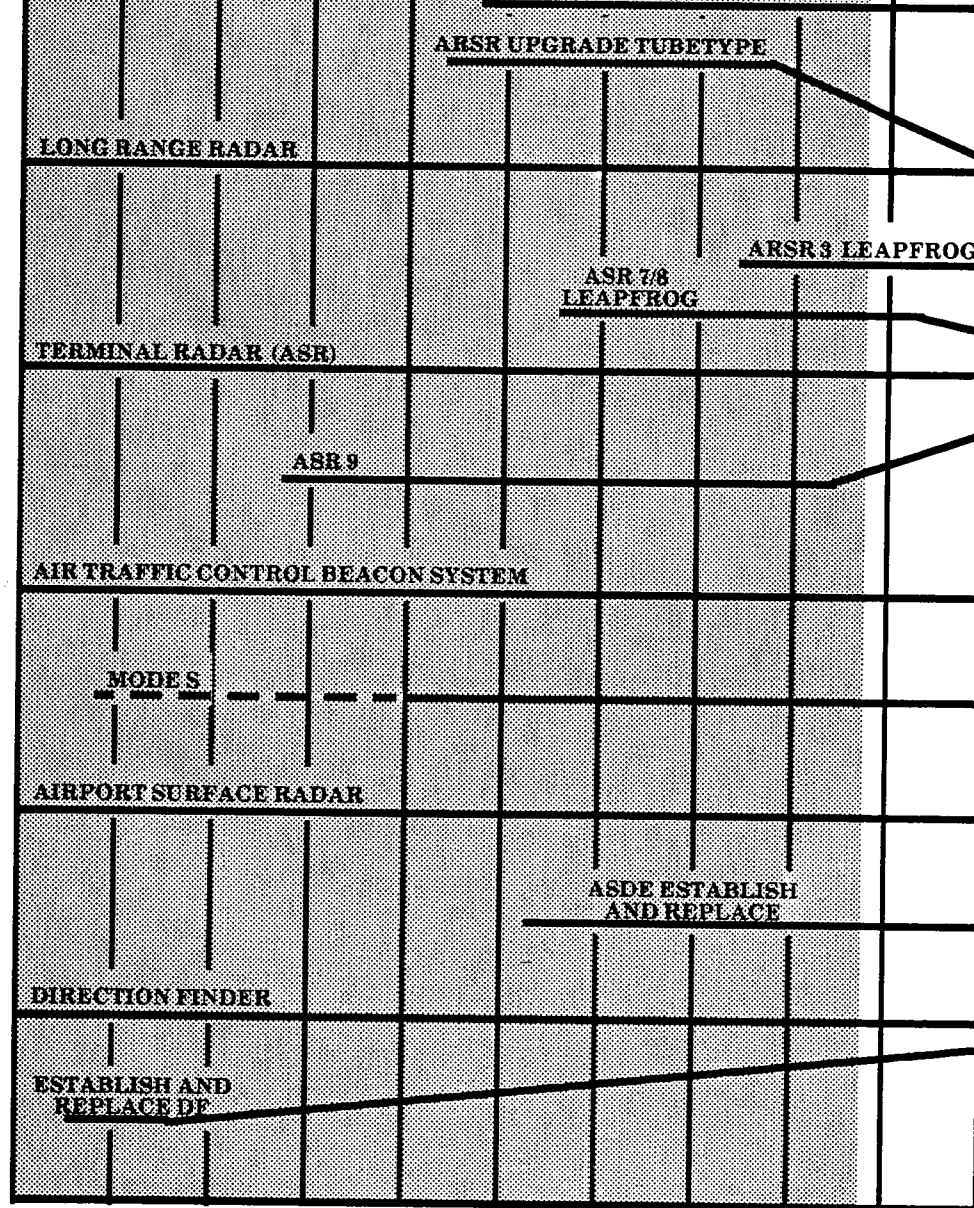 ARSR UPGRADE TUBETYPE
LONG RANGE RADAR
ARSR 3 LEAPFROG
ASR 7/8
LEAPFROG
TERMINAL RADAR (ASR)
ASR 9
AIR TRAFFIC CONTROL BEACON SYSTEM
MODE S
AIRPORT SURFACE RADAR
ASDE ESTABLISH
AND REPLACE
DIRECTION FINDER
ESTABLISH AND
REPLACE DF